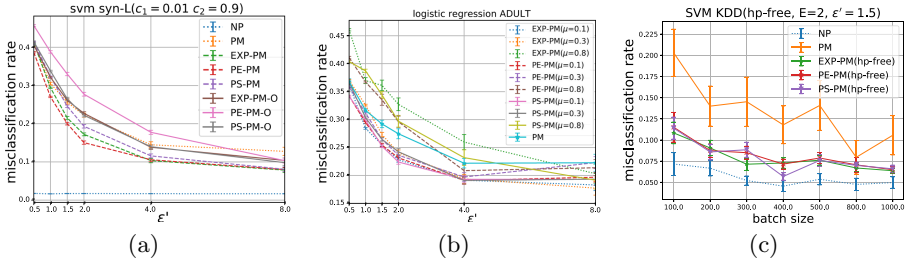 svm syn-L(c₁ = 0.01 c₂ = 0.9)
misclassification rate
0.4
0.3
0.2
0.1
0.0
0.5 1.0 1.5 2.0 4.0 8.0
ε'
NP
PM
EXP-PM
PE-PM
PS-PM
EXP-PM-O
PE-PM-O
PS-PM-O
(a)
logistic regression ADULT
misclassification rate
0.45
0.40
0.35
0.30
0.25
0.20
0.15
0.5 1.0 1.5 2.0 4.0 8.0
ε'
EXP-PM(μ=0.1)
EXP-PM(μ=0.3)
EXP-PM(μ=0.8)
PE-PM(μ=0.1)
PE-PM(μ=0.3)
PE-PM(μ=0.8)
PS-PM(μ=0.1)
PS-PM(μ=0.3)
PS-PM(μ=0.8)
PM
(b)
SVM KDD(hp-free, E=2, ε' = 1.5)
misclassification rate
0.225
0.200
0.175
0.150
0.125
0.100
0.075
0.050
100.0 200.0 300.0 400.0 500.0 800.0 1000.0
batch size
NP
PM
EXP-PM(hp-free)
PE-PM(hp-free)
PS-PM(hp-free)
(c)